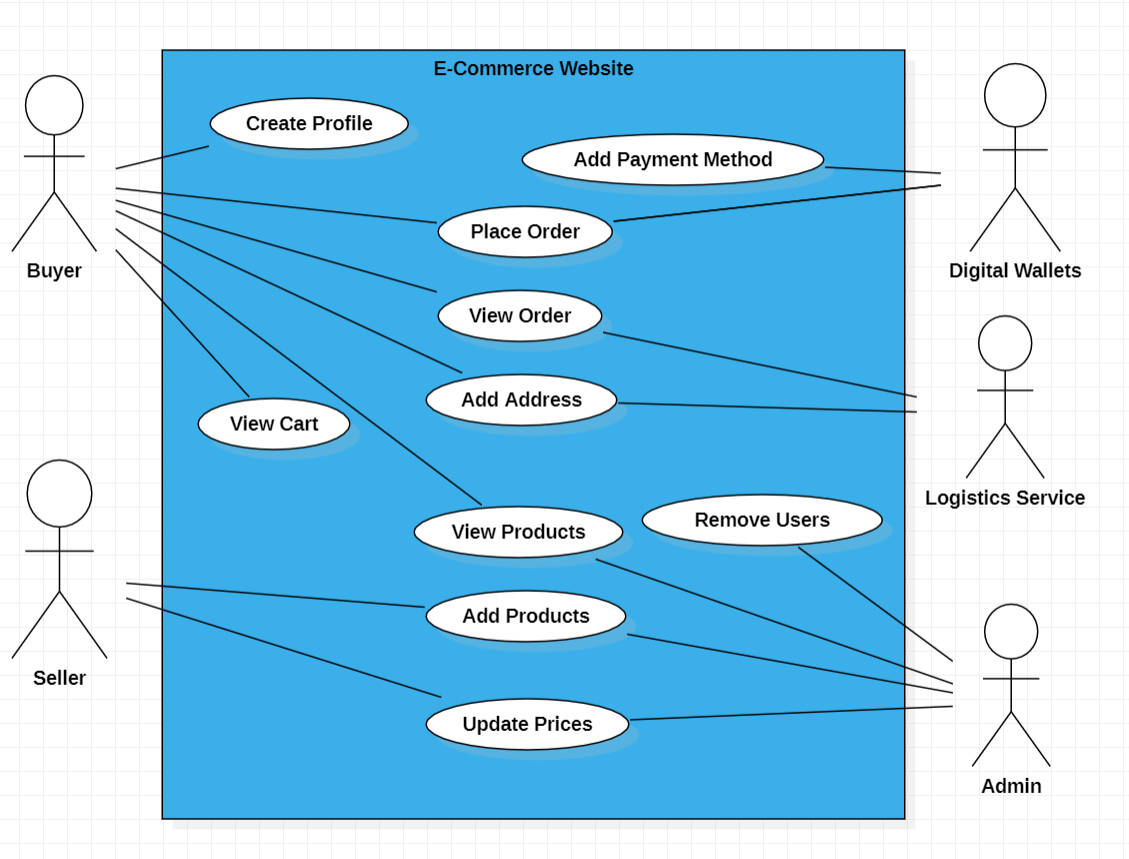 E-Commerce Website
Create Profile
Add Payment Method
Place Order
Buyer
Digital Wallets
View Order
Add Address
View Cart
Logistics Service
View Products
Remove Users
Add Products
Seller
Update Prices
Admin